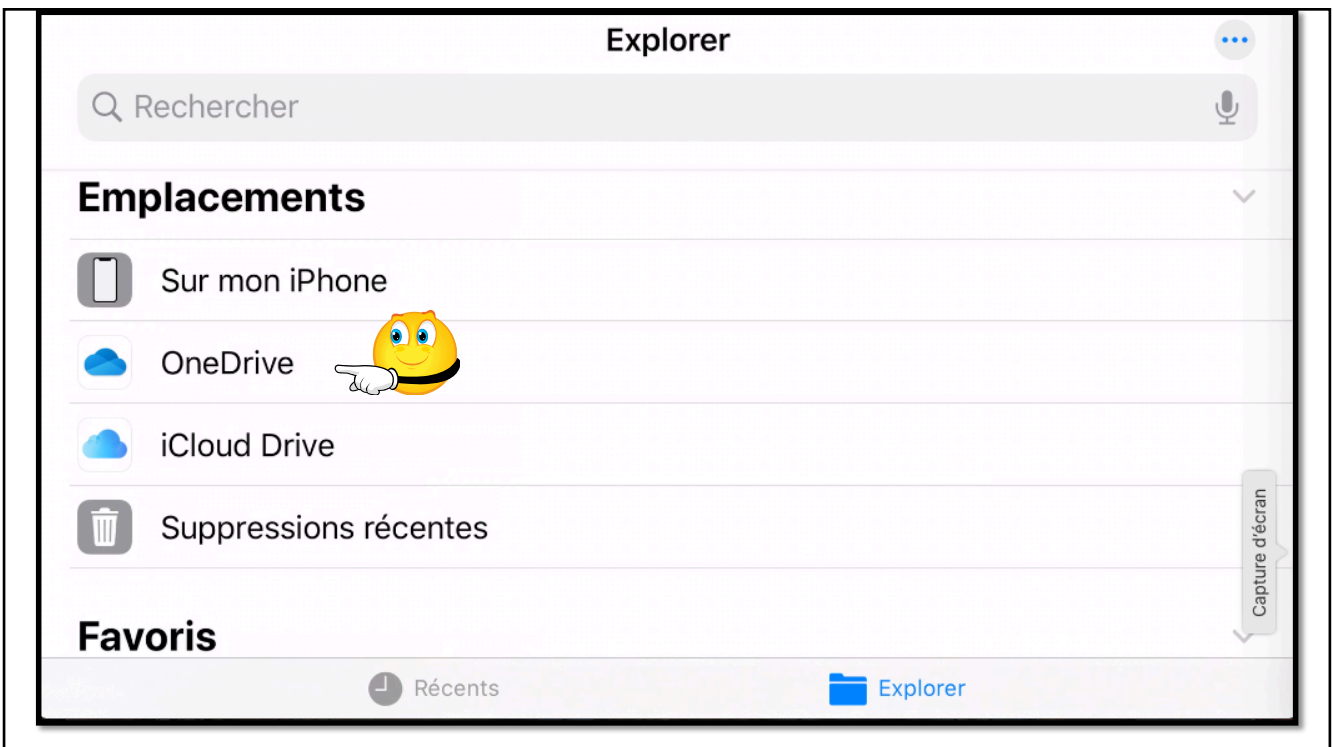 Explorer
Rechercher
Emplacements
Sur mon iPhone
OneDrive
iCloud Drive
Suppressions récentes
Capture d'écran
Favoris
Récents
Explorer